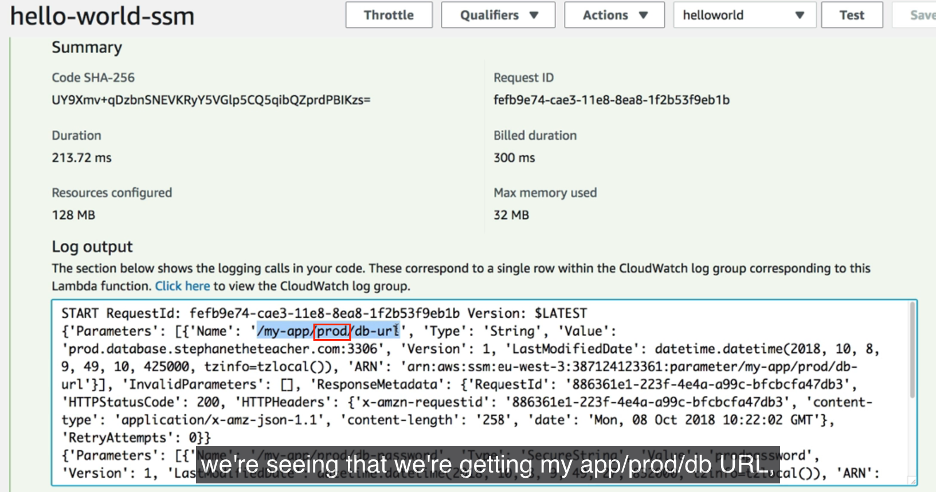 hello-world-ssm
Throttle
Qualifiers
Actions
helloworld
Test
Save
Summary
Code SHA-256
Request ID
UY9Xmv+qDzbnSNEVKRyY5VGlp5CQ5qibQZprdPBIKzs=
fefb9e74-cae3-11e8-8ea8-1f2b53f9eb1b
Duration
Billed duration
213.72 ms
300 ms
Resources configured
Max memory used
128 MB
32 MB
Log output
The section below shows the logging calls in your code. These correspond to a single row within the CloudWatch log group corresponding to this
Lambda function. Click here to view the CloudWatch log group.
START RequestId: fefb9e74-cae3-11e8-8ea8-1f2b53f9eb1b Version: $LATEST
{'Parameters': [{'Name': '/my-app/prod/db-url', 'Type': 'String', 'Value':
'prod.database.stephanetheteacher.com:3306', 'Version': 1, 'LastModifiedDate': datetime.datetime(2018, 10, 8,
9, 49, 10, 425000, tzinfo=tzlocal()), 'ARN': 'arn:aws:ssm:eu-west-3:387124123361:parameter/my-app/prod/db-
url'}], 'InvalidParameters': [], 'ResponseMetadata': {'RequestId': '886361e1-223f-4e4a-a99c-bfcbcfa47db3',
'HTTPStatusCode': 200, 'HTTPHeaders': {'x-amzn-requestid': '886361e1-223f-4e4a-a99c-bfcbcfa47db3', 'content-
type': 'application/x-amz-json-1.1', 'content-length': '258', 'date': 'Mon, 08 Oct 2018 10:22:02 GMT'},
'RetryAttempts': 0}}
{'Parameters': [{'Name': '/my-app/prod/db-password', 'Type': 'SecureString', 'Value': 'prodpassword',
'Version': 1, 'LastModifiedDate': datetime.datetime(2018, 10, 8, tzinfo=tzlocal()), 'ARN':
we're seeing that we're getting my app/prod/db URL,